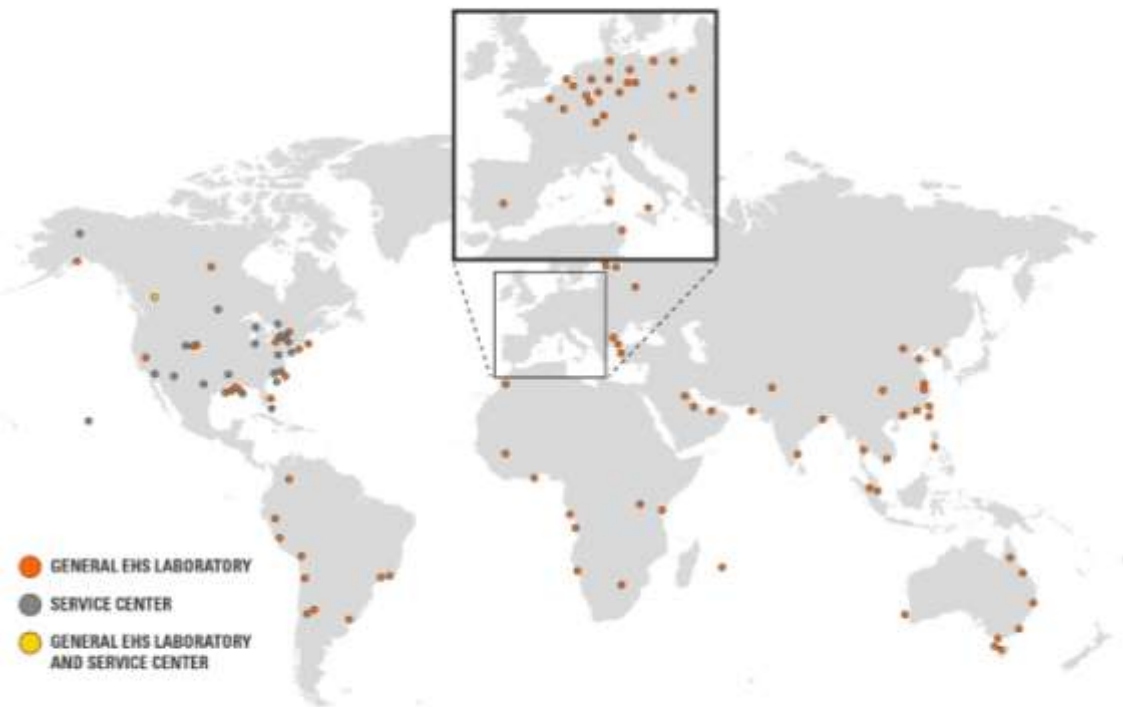 GENERAL EHS LABORATORY
SERVICE CENTER
GENERAL EHS LABORATORY
AND SERVICE CENTER